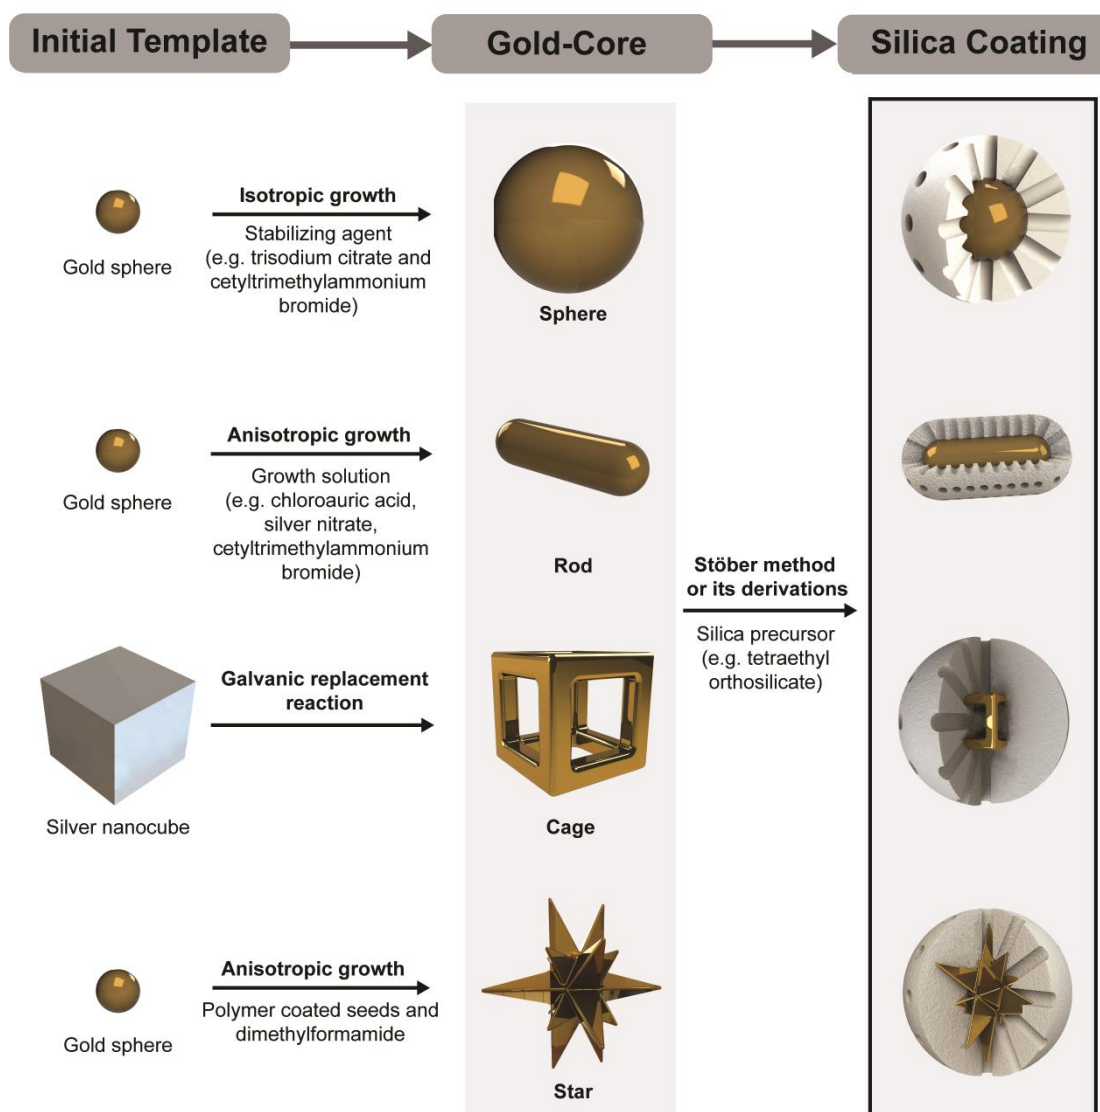 Initial Template
Gold-Core
Silica Coating
Gold sphere
Isotropic growth
Stabilizing agent
(e.g. trisodium citrate and
cetyltrimethylammonium
bromide)
Sphere
Gold sphere
Anisotropic growth
Growth solution
(e.g. chloroauric acid,
silver nitrate,
cetyltrimethylammonium
bromide)
Rod
Stöber method
or its derivations
Silica precursor
(e.g. tetraethyl
orthosilicate)
Silver nanocube
Galvanic replacement
reaction
Cage
Gold sphere
Anisotropic growth
Polymer coated seeds and
dimethylformamide
Star